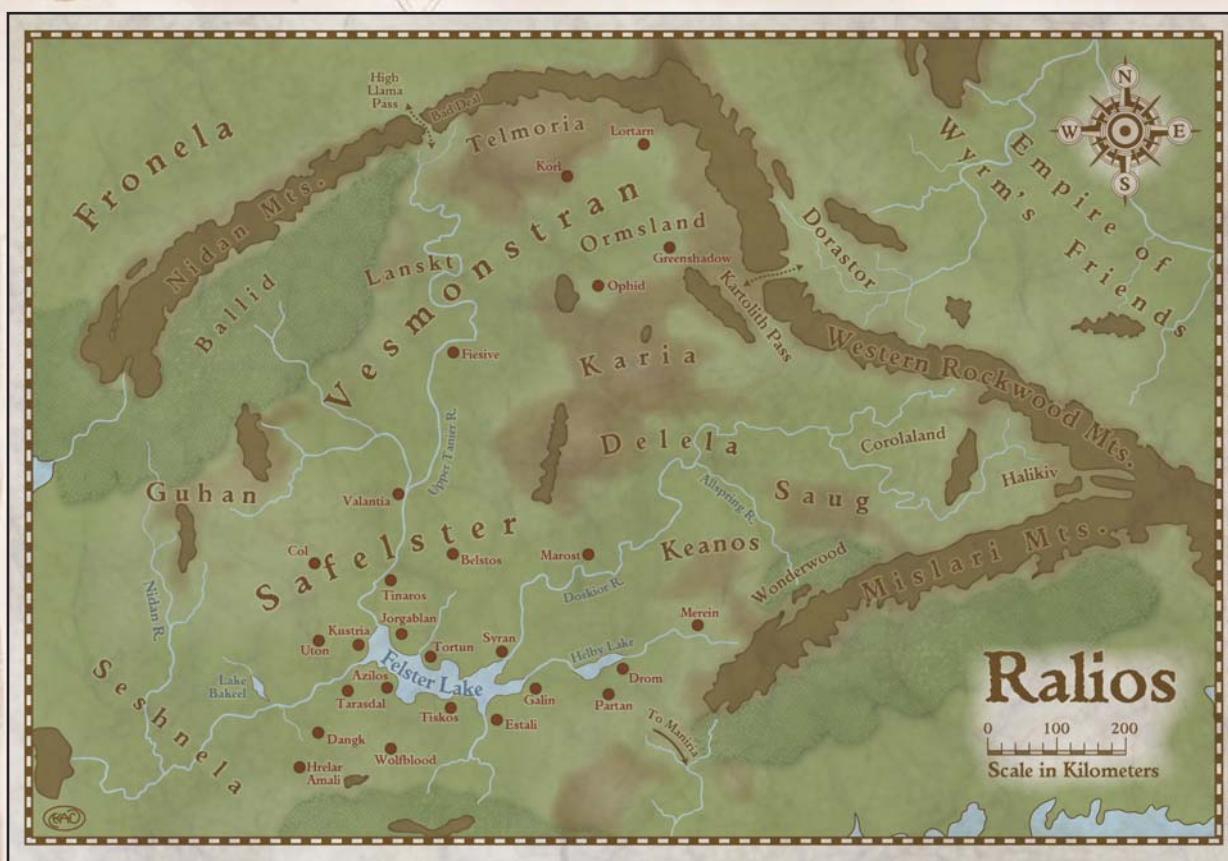 High
Llama
Pass
Bad Deal
Telmoria
Lortarn
Korl
Fronela
Nidan Mts.
Ballid
Lanskt
Vesmonstran
Ormsland
Greenshadow
Ophid
Kartolith Pass
Dorastor
Empire of
Wyrm's Friends
N
W
E
S
Fiesive
Karia
Western Rockwood Mts.
Upper Tanier R.
Delela
Corolaland
Halikiv
Guhan
Valantia
Allspring R.
Saug
Safelster
Cól
Belstos
Marost
Keanos
Wonderwood
Mislari Mts.
Tinaros
Doskior R.
Nidan R.
Jorgablan
Kustria
Uton
Tortun
Syran
Merein
Helby Lake
Felster Lake
Lake
Bakeel
Azilos
Tarasdal
Tiskos
Galin
Drom
Partan
Estali
Seshnela
Dangk
Wolfblood
Hrelar
Amali
To Maniria
Ralios
0 100 200
Scale in Kilometers